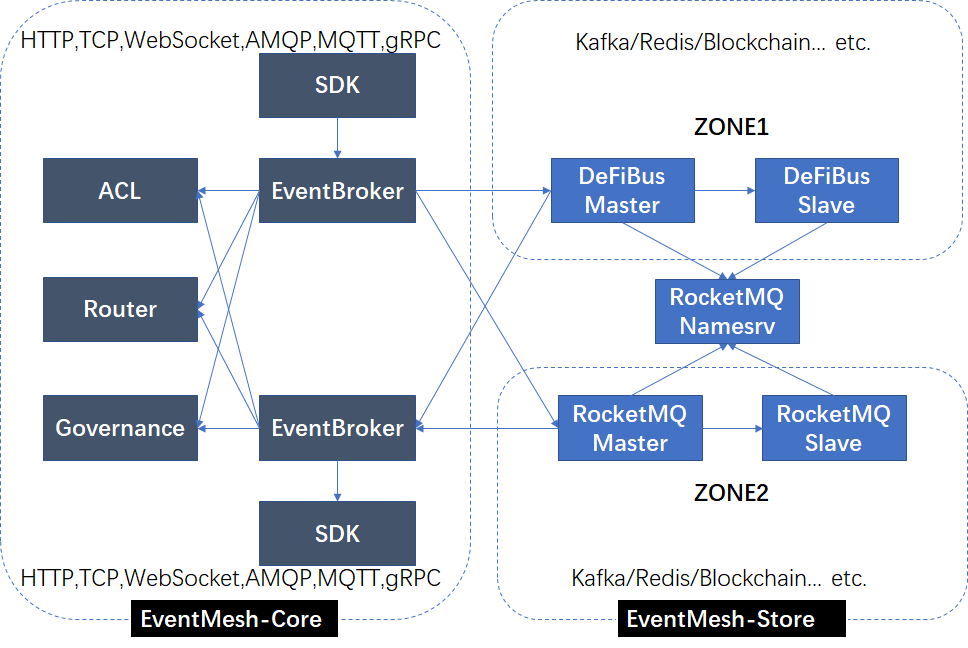 HTTP,TCP,WebSocket,AMQP,MQTT,gRPC
SDK
ACL
EventBroker
Router
Governance
EventBroker
SDK
HTTP,TCP,WebSocket,AMQP,MQTT,gRPC
EventMesh-Core
Kafka/Redis/Blockchain... etc.
ZONE1
DeFiBus
Master
DeFiBus
Slave
RocketMQ
Namesrv
RocketMQ
Master
RocketMQ
Slave
ZONE2
Kafka/Redis/Blockchain... etc.
EventMesh-Store